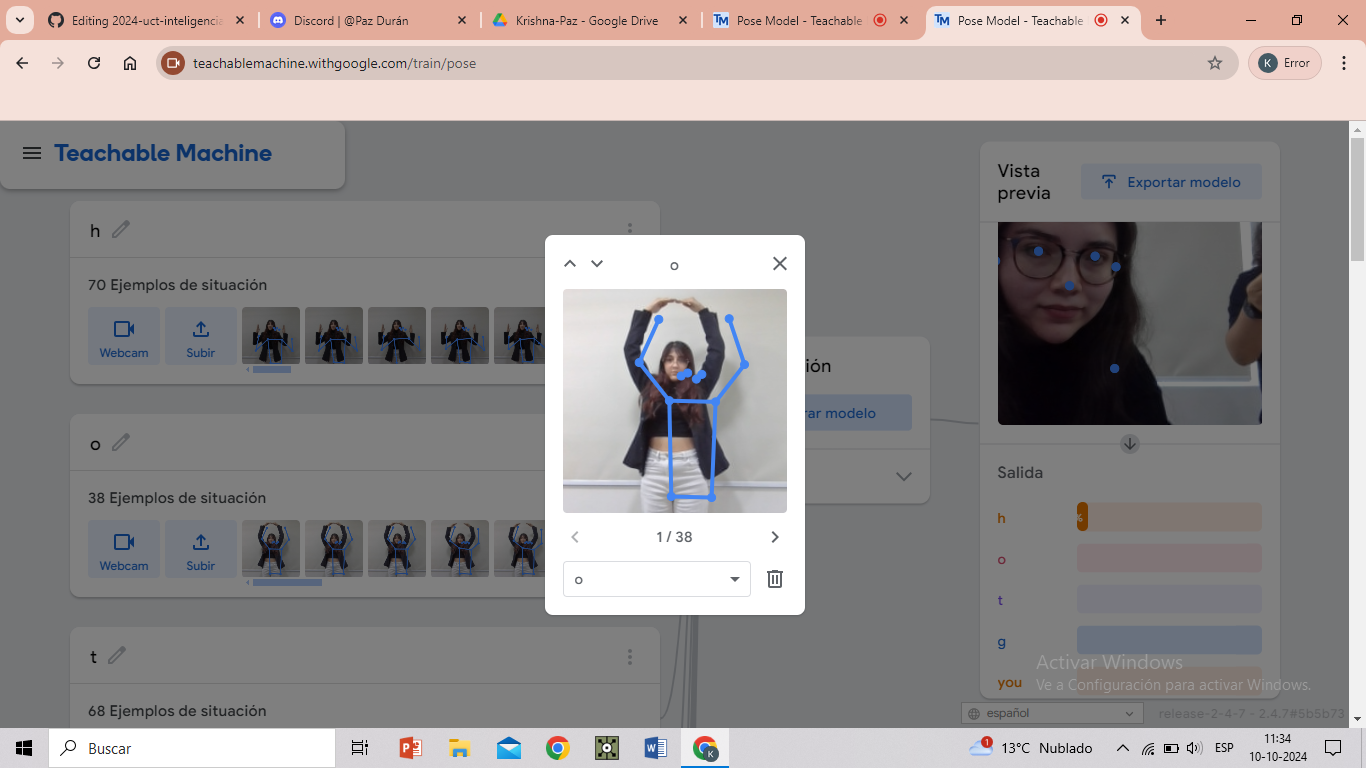 Editing 2024-uct-inteligencia
Discord | @Paz Durán
Krishna-Paz - Google Drive
Pose Model - Teachable
Pose Model - Teachable
teachablemachine.withgoogle.com/train/pose
K
Error
Teachable Machine
h
70 Ejemplos de situación
Webcam
Subir
o
38 Ejemplos de situación
Webcam
Subir
t
68 Ejemplos de situación
o
1 / 38
o
ión
rar modelo
Vista previa
Exportar modelo
Salida
h
%
o
t
g
you
Activar Windows
Ve a Configuración para activar Windows.
español
release-2-4-7 - 2.4.7#5b5b73
Buscar
1
13°C Nublado
ESP
11:34
10-10-2024